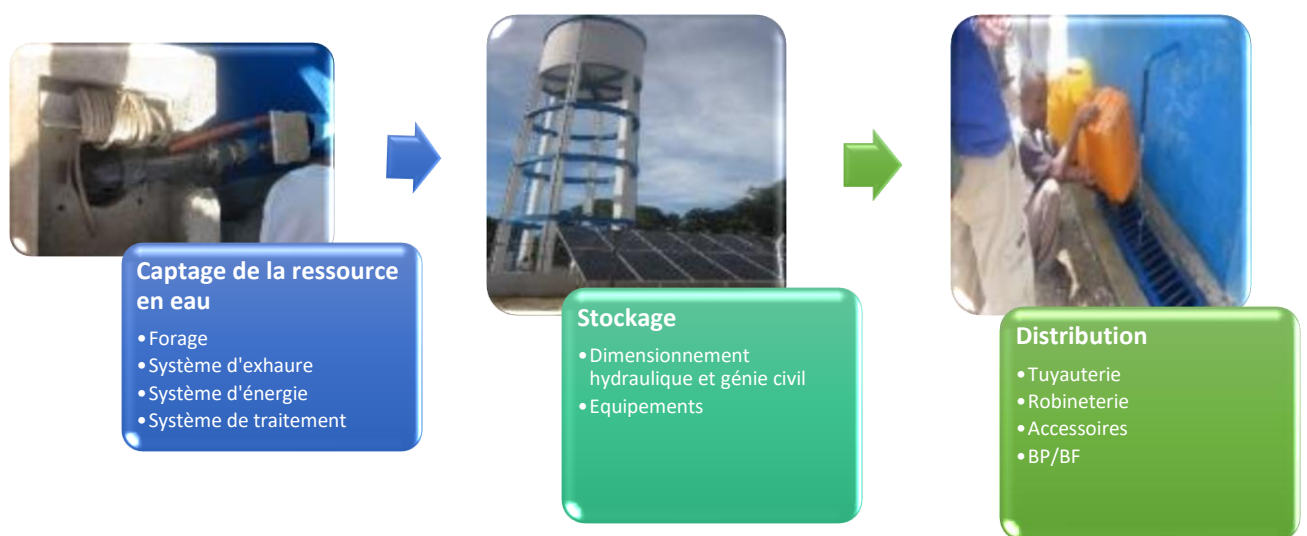 Captage de la ressource
en eau
•Forage
•Système d'exhaure
•Système d'énergie
•Système de traitement
Stockage
•Dimensionnement
hydraulique et génie civil
•Equipements
Distribution
•Tuyauterie
•Robineterie
•Accessoires
•BP/BF